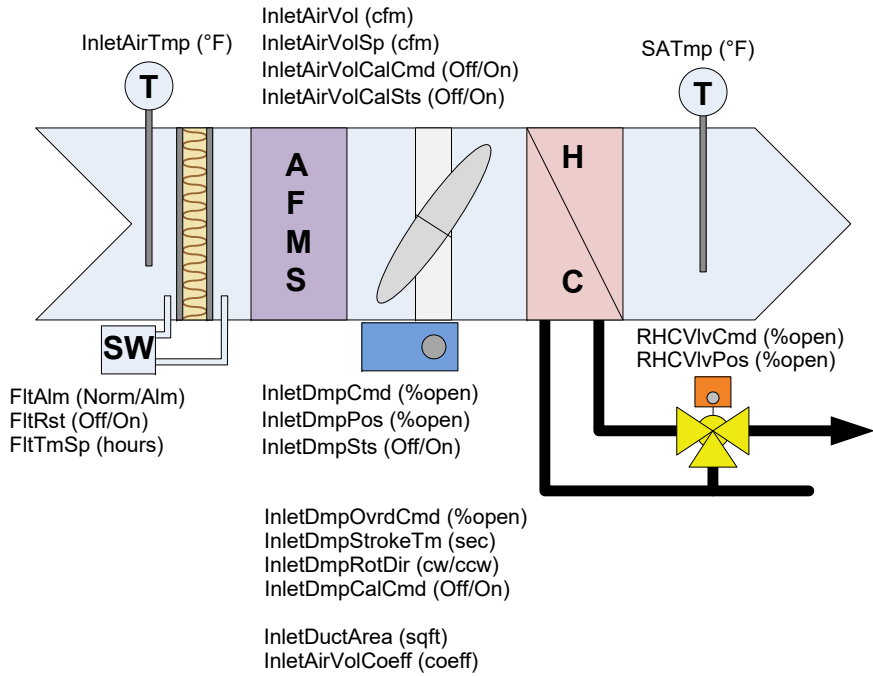 InletAirVol (cfm)
InletAirVolSp (cfm)
InletAirVolCalCmd (Off/On)
InletAirVolCalSts (Off/On)
InletAirTmp (°F)
SATmp (°F)
T
T
A
F
M
S
H
C
SW
RHCVlvCmd (%open)
RHCVlvPos (%open)
FltAlm (Norm/Alm)
FltRst (Off/On)
FltTmSp (hours)
InletDmpCmd (%open)
InletDmpPos (%open)
InletDmpSts (Off/On)
InletDmpOvrdCmd (%open)
InletDmpStrokeTm (sec)
InletDmpRotDir (cw/ccw)
InletDmpCalCmd (Off/On)
InletDuctArea (sqft)
InletAirVolCoeff (coeff)